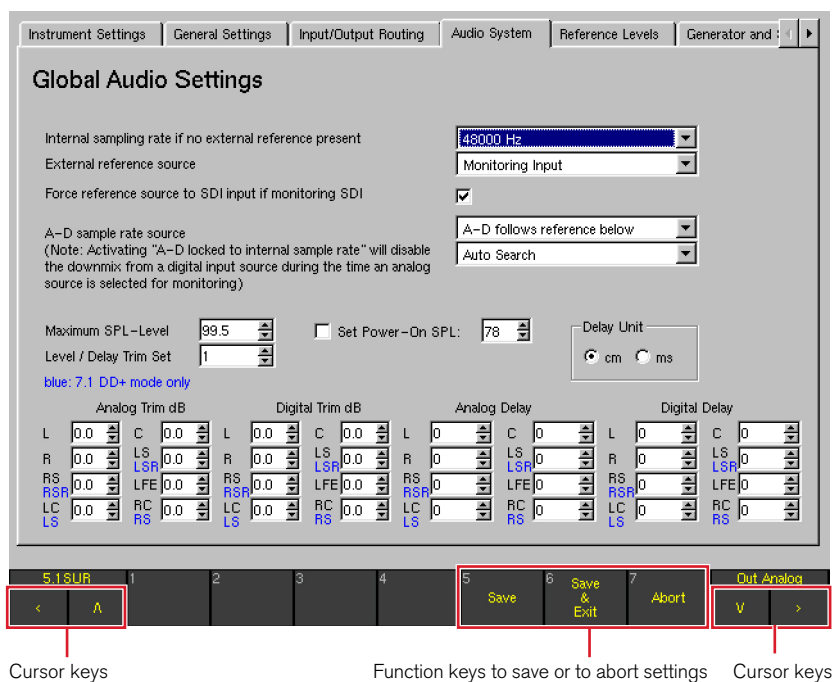 Instrument Settings General Settings Input/Output Routing Audio System Reference Levels Generator and
Global Audio Settings
Internal sampling rate if no external reference present 48000 Hz
External reference source Monitoring Input
Force reference source to SDI input if monitoring SDI
A-D sample rate source A-D follows reference below
(Note: Activating "A-D locked to internal sample rate" will disable
the downmix from a digital input source during the time an analog
source is selected for monitoring)
Auto Search
Maximum SPL-Level 99.5 Set Power-On SPL: 78 Delay Unit
Level / Delay Trim Set 1 cm ms
blue: 7.1 DD+ mode only
Analog Trim dB Digital Trim dB Analog Delay Digital Delay
L 0.0 C 0.0 L 0.0 C 0.0 L 0 C 0 L 0 C 0
R 0.0 LS LSR 0.0 R 0.0 LS LSR 0.0 R 0 LS LSR 0 R 0 LS LSR 0
RS RSR 0.0 LFE 0.0 RS RSR 0.0 LFE 0.0 RS RSR 0 LFE 0 RS RSR 0 LFE 0
LC LS 0.0 RC RS 0.0 LC LS 0.0 RC RS 0.0 LC LS 0 RC RS 0 LC LS 0 RC RS 0
5.1SUR 1 2 3 4 5 6 7 Out Analog
< Λ Save Save & Exit Abort V >
Cursor keys Function keys to save or to abort settings Cursor keys